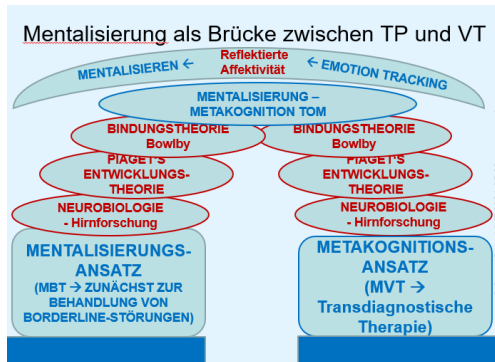 Mentalisierung als Brücke zwischen TP und VT
Reflektierte
Affektivität
MENTALISIEREN ←
← EMOTION TRACKING
MENTALISIERUNG –
METAKOGNITION TOM
BINDUNGSTHEORIE
Bowlby
BINDUNGSTHEORIE
Bowlby
PIAGET'S
ENTWICKLUNGS-
THEORIE
PIAGET'S
ENTWICKLUNGS-
THEORIE
NEUROBIOLOGIE
- Hirnforschung
NEUROBIOLOGIE
- Hirnforschung
MENTALISIERUNGS-
ANSATZ
(MBT → ZUNÄCHST ZUR
BEHANDLUNG VON
BORDERLINE-STÖRUNGEN)
METAKOGNITIONS-
ANSATZ
(MVT →
Transdiagnostische
Therapie)